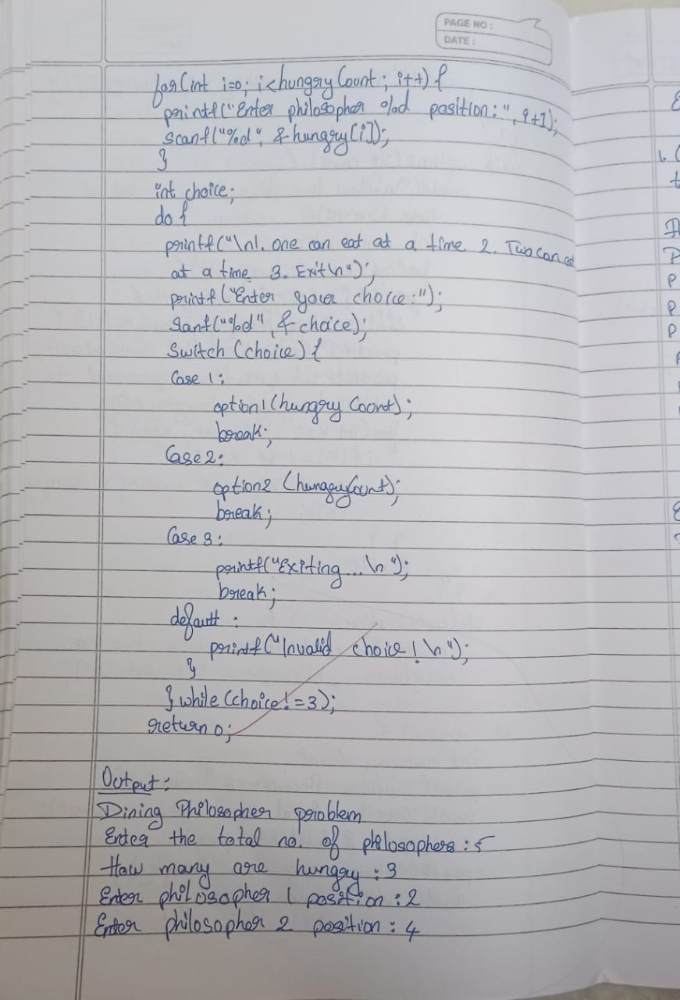 PAGE NO :
DATE :
for(int i=0; i<hungry Count; i++) {
printf("Enter philosopher %d position:", i+1);
scanf("%d", &hungry[i]);
}
int choice;
do {
printf("\n1. one can eat at a time 2. Two can eat
at a time 3. Exit\n");
printf("Enter your choice:");
Sanf("%d", &choice);
Switch (choice) {
Case 1:
option1(hungry Count);
break;
Case 2:
option2 (hungryCount);
break;
Case 3:
printf("Exiting...\n");
break;
default :
printf("Invalid choice!\n");
}
} while (choice!=3);
return 0;
Output:
Dining Philosopher problem
Enter the total no. of philosophers : 5
How many are hungry : 3
Enter philosopher 1 position : 2
Enter philosopher 2 position : 4